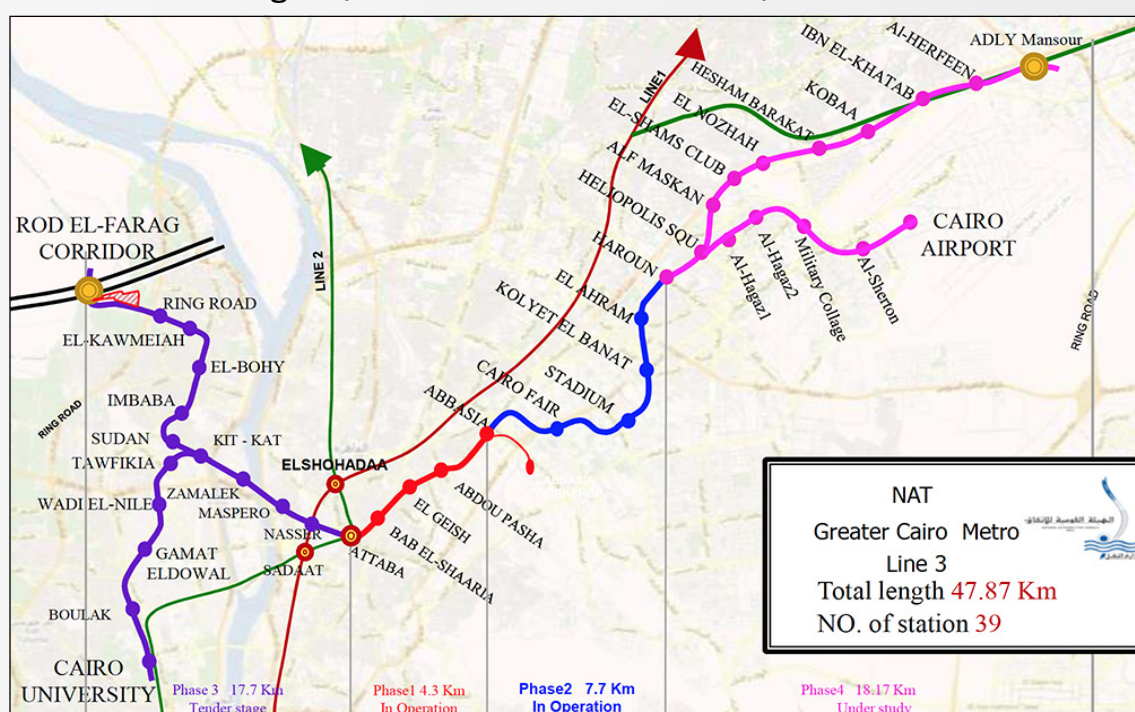 ADLY Mansour
Al-HERFEEN
IBN EL-KHATAB
KOBAA
HESHAM BARAKAT
EL NOZHAH
EL-SHAMS CLUB
ALF MASKAN
HELIOPOLIS SQU
HAROUN
EL AHRAM
KOLYET EL BANAT
STADIUM
CAIRO FAIR
ABBASIA
LINE1
LINE 2
CAIRO
AIRPORT
Al-Hagaz1
Al-Hagaz2
Military Collage
Al-Sherton
RING ROAD
ROD EL-FARAG
CORRIDOR
RING ROAD
EL-KAWMEIAH
EL-BOHY
IMBABA
RING ROAD
SUDAN
KIT - KAT
TAWFIKIA
ELSHOHADAA
WADI EL-NILE
ZAMALEK
MASPERO
NASSER
SADAAT
ATTABA
BAB EL-SHAARIA
EL GEISH
ABDOU PASHA
GAMAT
ELDOWAL
BOULAK
CAIRO
UNIVERSITY
NAT
Greater Cairo Metro
Line 3
Total length 47.87 Km
NO. of station 39
الهيئة القومية للأنفاق
Phase 3 17.7 Km
Tender stage
Phase1 4.3 Km
In Operation
Phase2 7.7 Km
In Operation
Phase4 18.17 Km
Under study